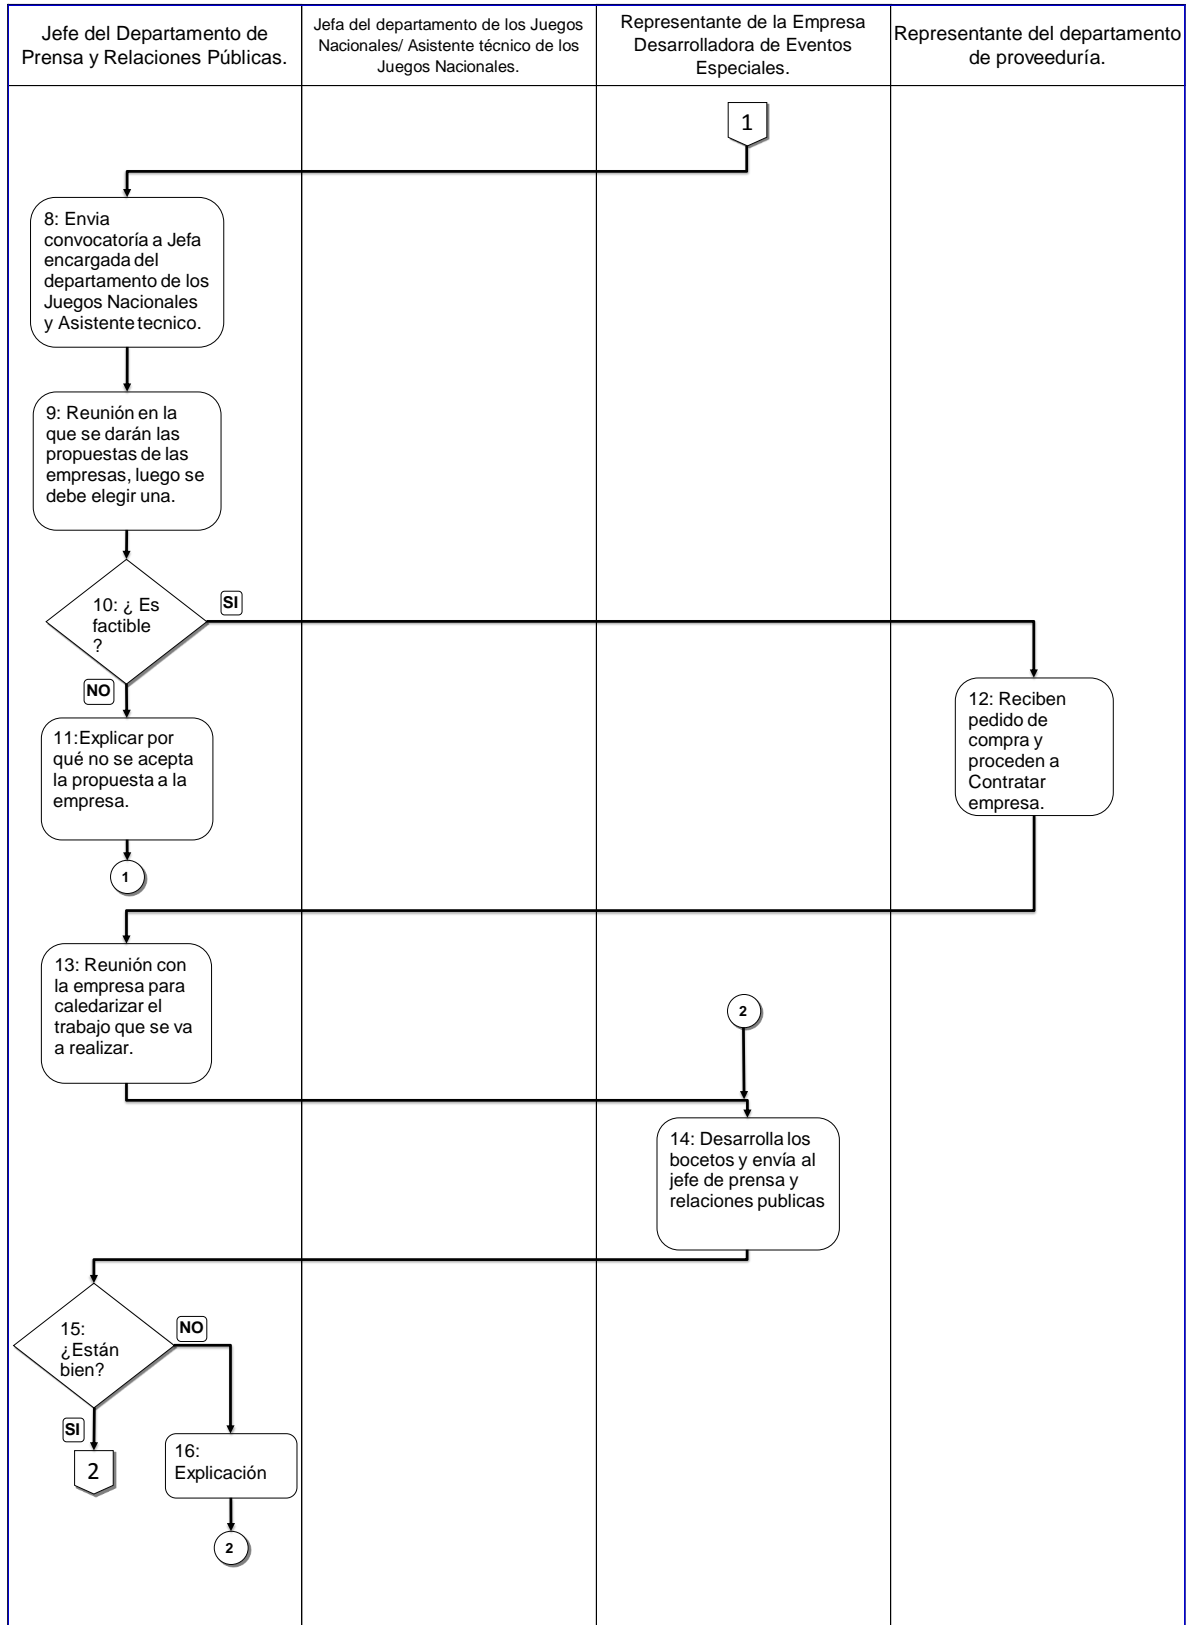 Jefe del Departamento de
Prensa y Relaciones Públicas.
Jefa del departamento de los Juegos
Nacionales/ Asistente técnico de los
Juegos Nacionales.
Representante de la Empresa
Desarrolladora de Eventos
Especiales.
Representante del departamento
de proveeduría.
1
8: Envia
convocatoría a Jefa
encargada del
departamento de los
Juegos Nacionales
y Asistente tecnico.
9: Reunión en la
que se darán las
propuestas de las
empresas, luego se
debe elegir una.
10: ¿ Es
factible
?
SI
NO
11:Explicar por
qué no se acepta
la propuesta a la
empresa.
1
12: Reciben
pedido de
compra y
proceden a
Contratar
empresa.
13: Reunión con
la empresa para
caledarizar el
trabajo que se va
a realizar.
2
14: Desarrolla los
bocetos y envía al
jefe de prensa y
relaciones publicas
15:
¿Están
bien?
NO
SI
2
16:
Explicación
2